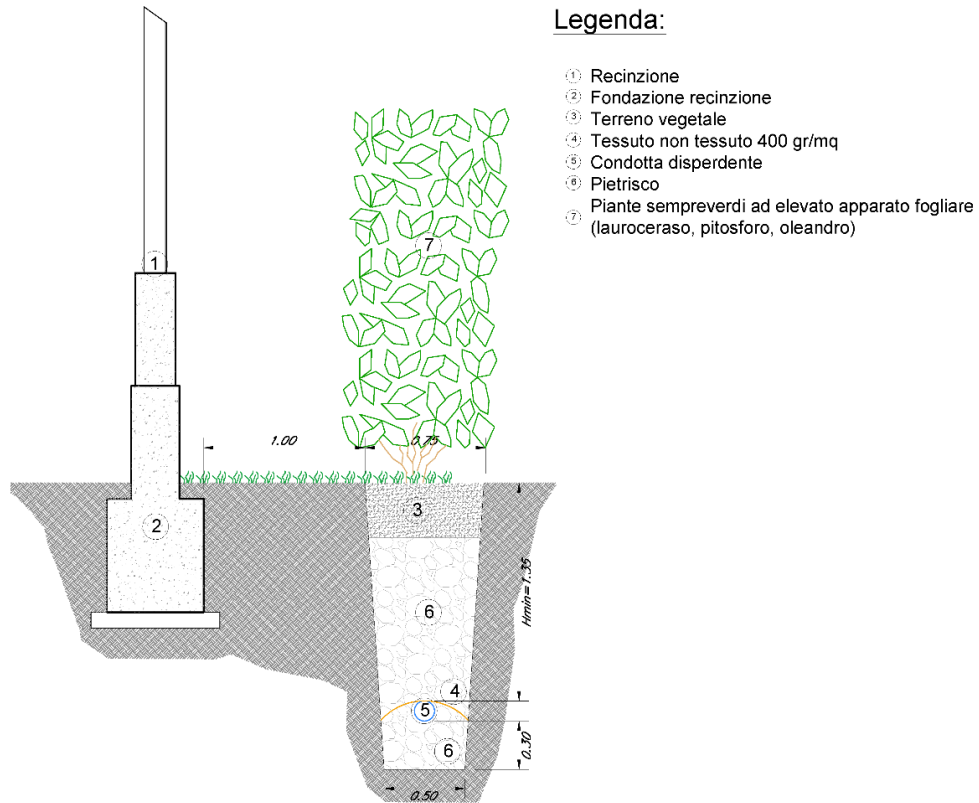 Legenda:
1 Recinzione
2 Fondazione recinzione
3 Terreno vegetale
4 Tessuto non tessuto 400 gr/mq
5 Condotta disperdente
6 Pietrisco
7 Piante sempreverdi ad elevato apparato fogliare
(lauroceraso, pitosforo, oleandro)
7
1
1.00
0.75
3
2
Hmin=1.35
6
4
5
6
0.30
0.50